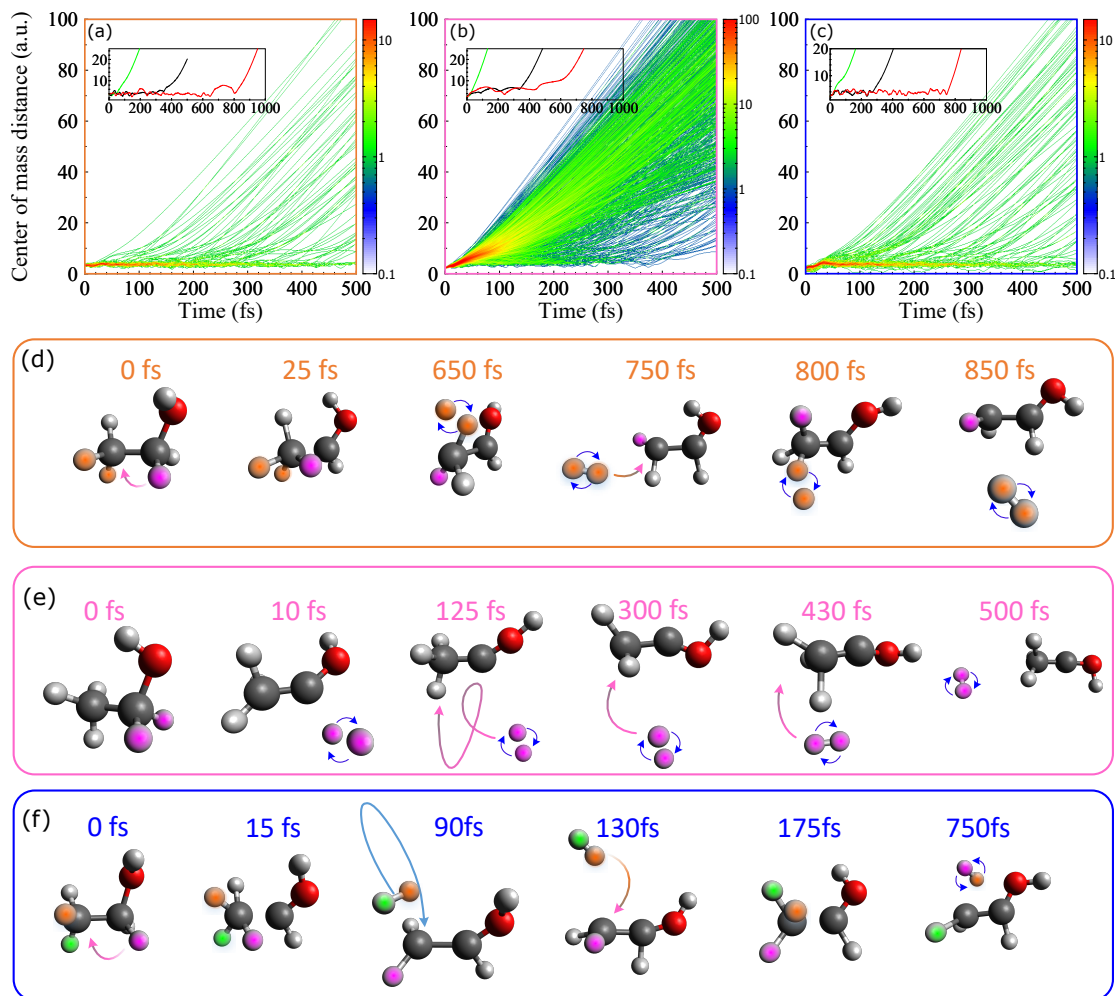 Center of mass distance (a.u.)
100
80
60
40
20
0
(a)
20
10
0 200 400 600 800 1000
0 100 200 300 400 500
Time (fs)
10
1
0.1
(b)
20
10
0 200 400 600 800 1000
0 100 200 300 400 500
Time (fs)
100
10
1
0.1
(c)
20
10
0 200 400 600 800 1000
0 100 200 300 400 500
Time (fs)
10
1
0.1
(d)
0 fs 25 fs 650 fs 750 fs 800 fs 850 fs
(e)
0 fs 10 fs 125 fs 300 fs 430 fs 500 fs
(f)
0 fs 15 fs 90fs 130fs 175fs 750fs